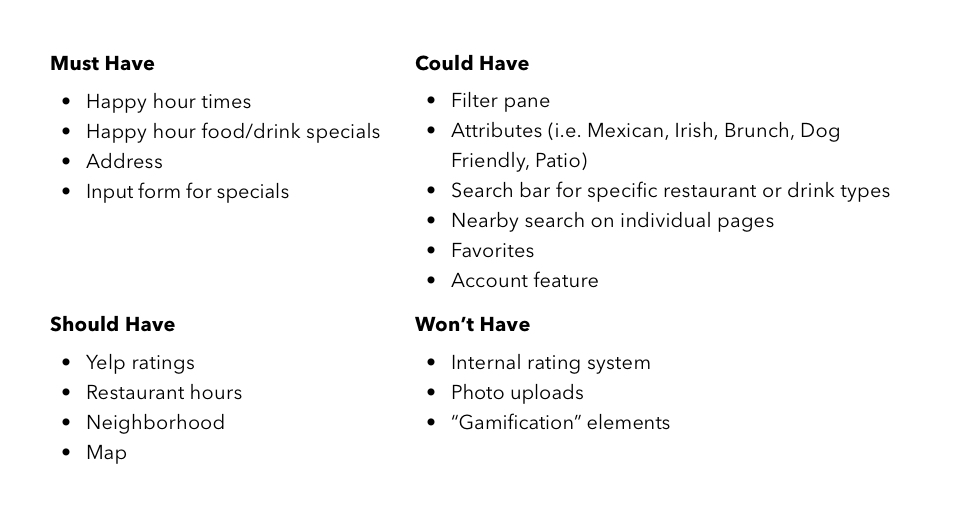 Must Have
• Happy hour times
• Happy hour food/drink specials
• Address
• Input form for specials
Could Have
• Filter pane
• Attributes (i.e. Mexican, Irish, Brunch, Dog
Friendly, Patio)
• Search bar for specific restaurant or drink types
• Nearby search on individual pages
• Favorites
• Account feature
Should Have
• Yelp ratings
• Restaurant hours
• Neighborhood
• Map
Won’t Have
• Internal rating system
• Photo uploads
• “Gamification” elements